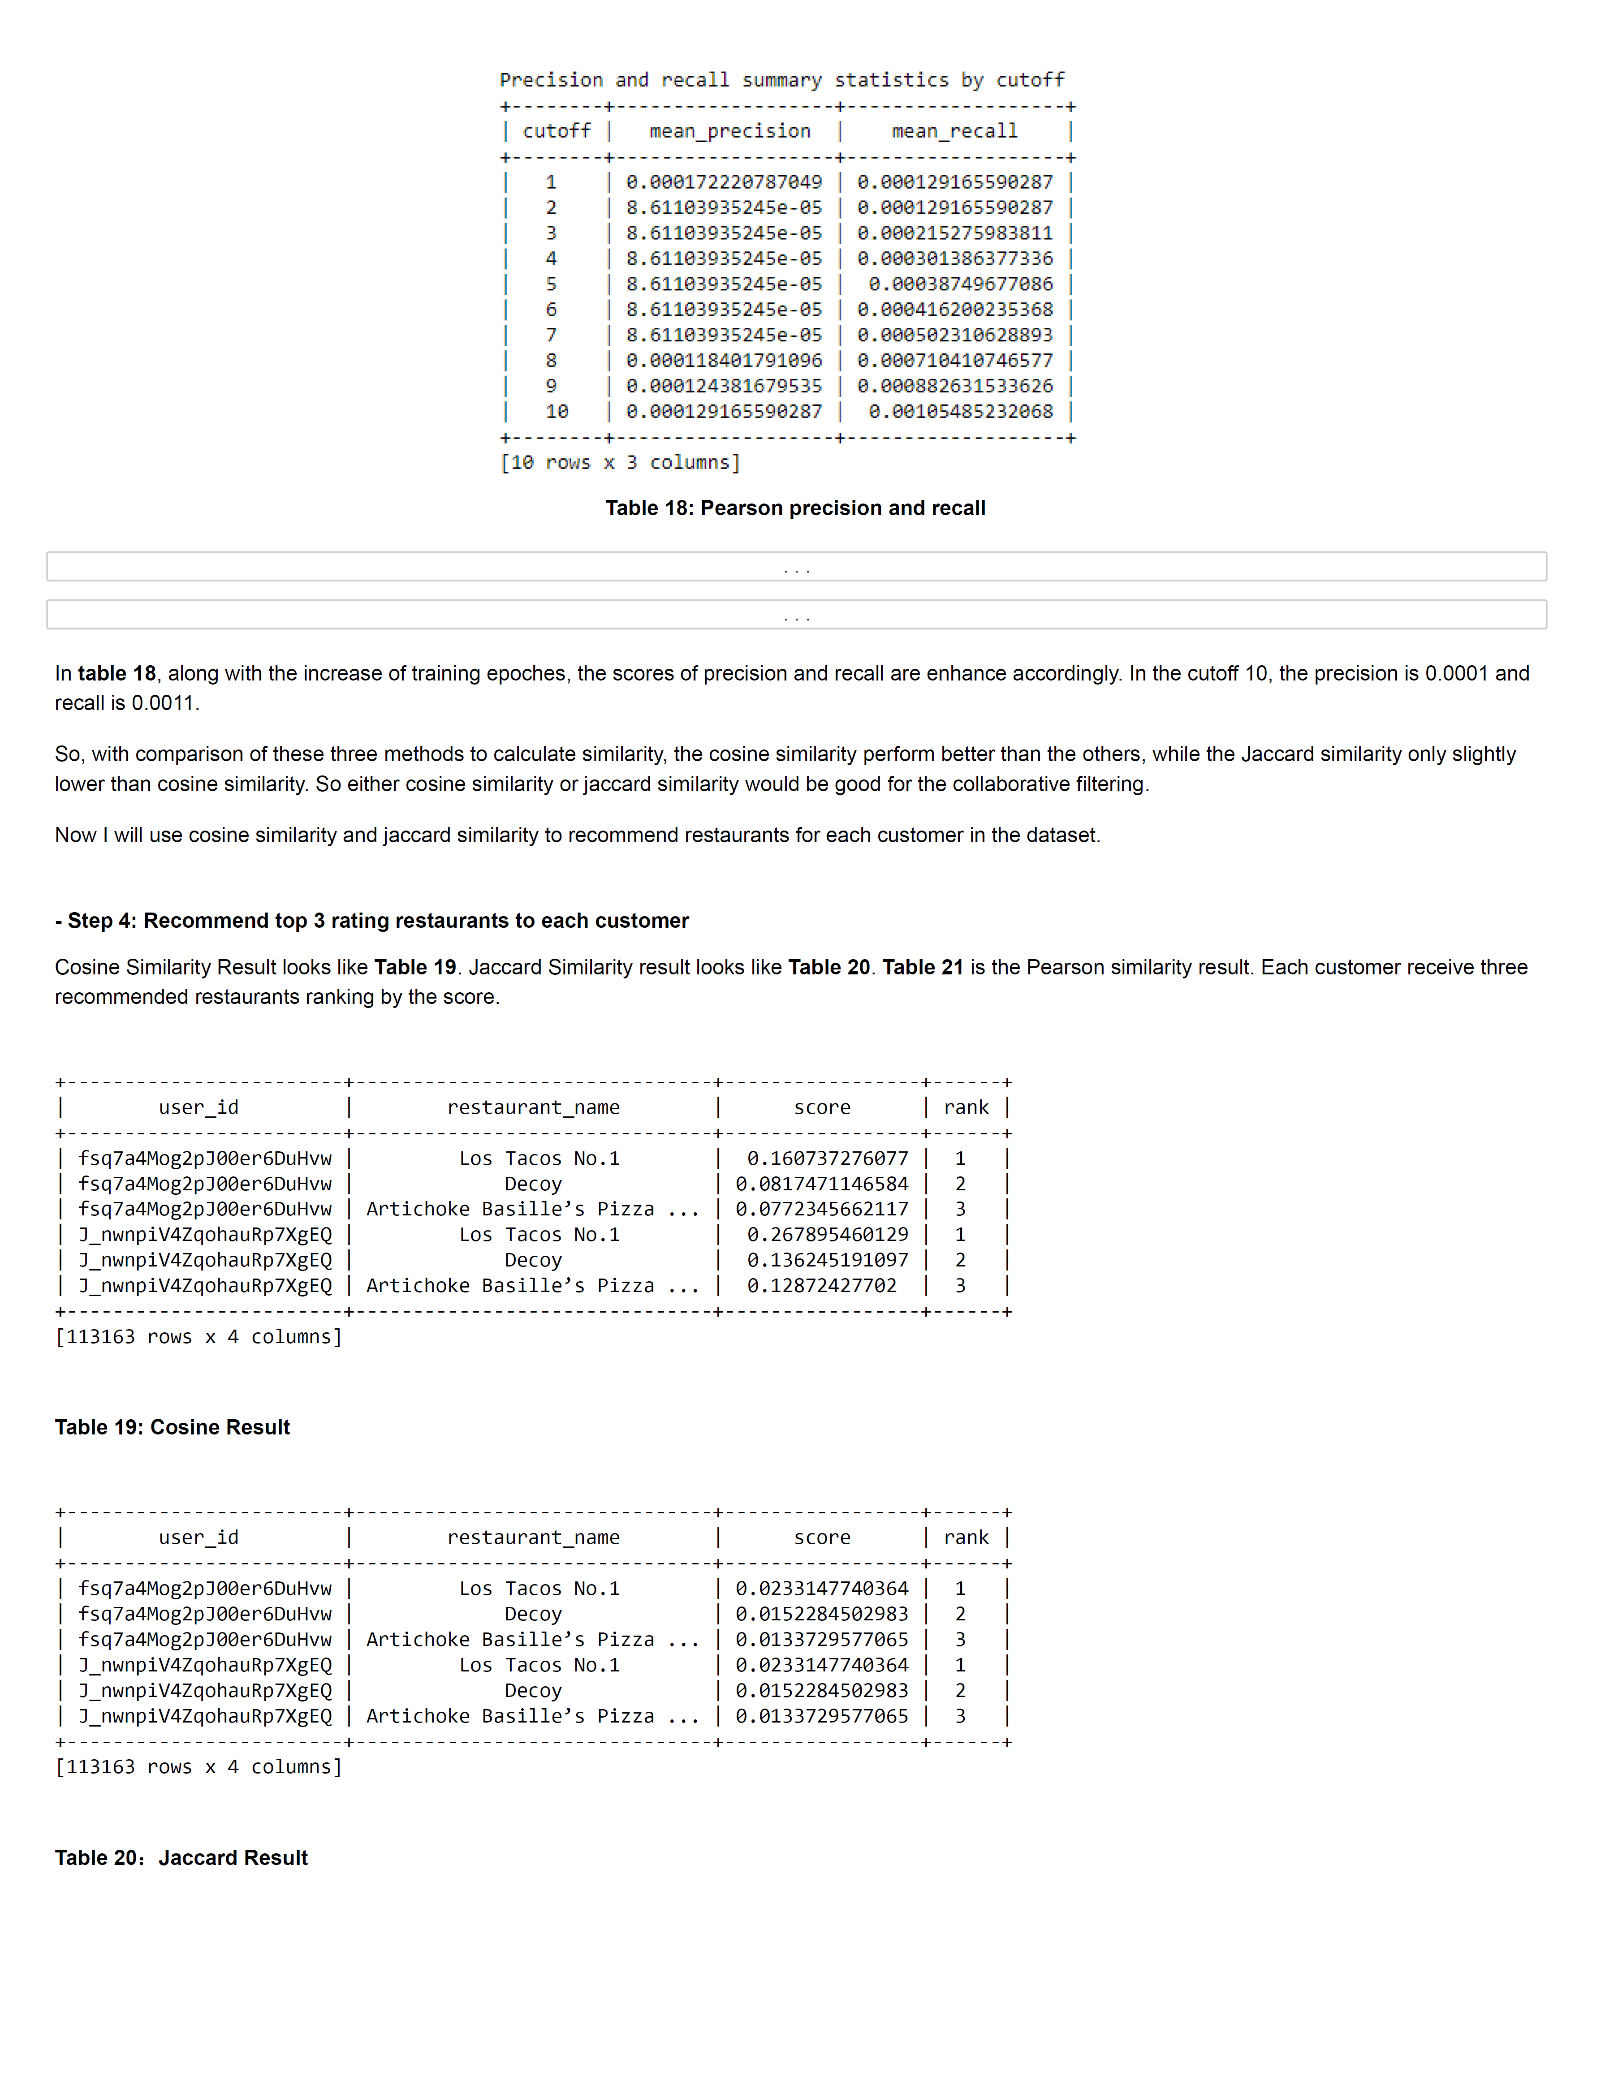 Precision and recall summary statistics by cutoff
+--------+-------------------+-------------------+
| cutoff |   mean_precision  |    mean_recall    |
+--------+-------------------+-------------------+
|   1    | 0.000172220787049 | 0.000129165590287 |
|   2    | 8.61103935245e-05 | 0.000129165590287 |
|   3    | 8.61103935245e-05 | 0.000215275983811 |
|   4    | 8.61103935245e-05 | 0.000301386377336 |
|   5    | 8.61103935245e-05 |  0.00038749677086 |
|   6    | 8.61103935245e-05 | 0.000416200235368 |
|   7    | 8.61103935245e-05 | 0.000502310628893 |
|   8    | 0.000118401791096 | 0.000710410746577 |
|   9    | 0.000124381679535 | 0.000882631533626 |
|   10   | 0.000129165590287 |  0.00105485232068 |
+--------+-------------------+-------------------+
[10 rows x 3 columns]
Table 18: Pearson precision and recall
...
...
In table 18, along with the increase of training epoches, the scores of precision and recall are enhance accordingly. In the cutoff 10, the precision is 0.0001 and
recall is 0.0011.
So, with comparison of these three methods to calculate similarity, the cosine similarity perform better than the others, while the Jaccard similarity only slightly
lower than cosine similarity. So either cosine similarity or jaccard similarity would be good for the collaborative filtering.
Now I will use cosine similarity and jaccard similarity to recommend restaurants for each customer in the dataset.
- Step 4: Recommend top 3 rating restaurants to each customer
Cosine Similarity Result looks like Table 19. Jaccard Similarity result looks like Table 20. Table 21 is the Pearson similarity result. Each customer receive three
recommended restaurants ranking by the score.
+------------------------+-------------------------------+-----------------+------+
|        user_id         |        restaurant_name        |      score      | rank |
+------------------------+-------------------------------+-----------------+------+
| fsq7a4Mog2pJ00er6DuHvw |         Los Tacos No.1        |  0.160737276077 |  1   |
| fsq7a4Mog2pJ00er6DuHvw |             Decoy             | 0.0817471146584 |  2   |
| fsq7a4Mog2pJ00er6DuHvw | Artichoke Basille’s Pizza ... | 0.0772345662117 |  3   |
| J_nwnpiV4ZqohauRp7XgEQ |         Los Tacos No.1        |  0.267895460129 |  1   |
| J_nwnpiV4ZqohauRp7XgEQ |             Decoy             |  0.136245191097 |  2   |
| J_nwnpiV4ZqohauRp7XgEQ | Artichoke Basille’s Pizza ... |  0.12872427702  |  3   |
+------------------------+-------------------------------+-----------------+------+
[113163 rows x 4 columns]
Table 19: Cosine Result
+------------------------+-------------------------------+-----------------+------+
|        user_id         |        restaurant_name        |      score      | rank |
+------------------------+-------------------------------+-----------------+------+
| fsq7a4Mog2pJ00er6DuHvw |         Los Tacos No.1        | 0.0233147740364 |  1   |
| fsq7a4Mog2pJ00er6DuHvw |             Decoy             | 0.0152284502983 |  2   |
| fsq7a4Mog2pJ00er6DuHvw | Artichoke Basille’s Pizza ... | 0.0133729577065 |  3   |
| J_nwnpiV4ZqohauRp7XgEQ |         Los Tacos No.1        | 0.0233147740364 |  1   |
| J_nwnpiV4ZqohauRp7XgEQ |             Decoy             | 0.0152284502983 |  2   |
| J_nwnpiV4ZqohauRp7XgEQ | Artichoke Basille’s Pizza ... | 0.0133729577065 |  3   |
+------------------------+-------------------------------+-----------------+------+
[113163 rows x 4 columns]
Table 20：Jaccard Result